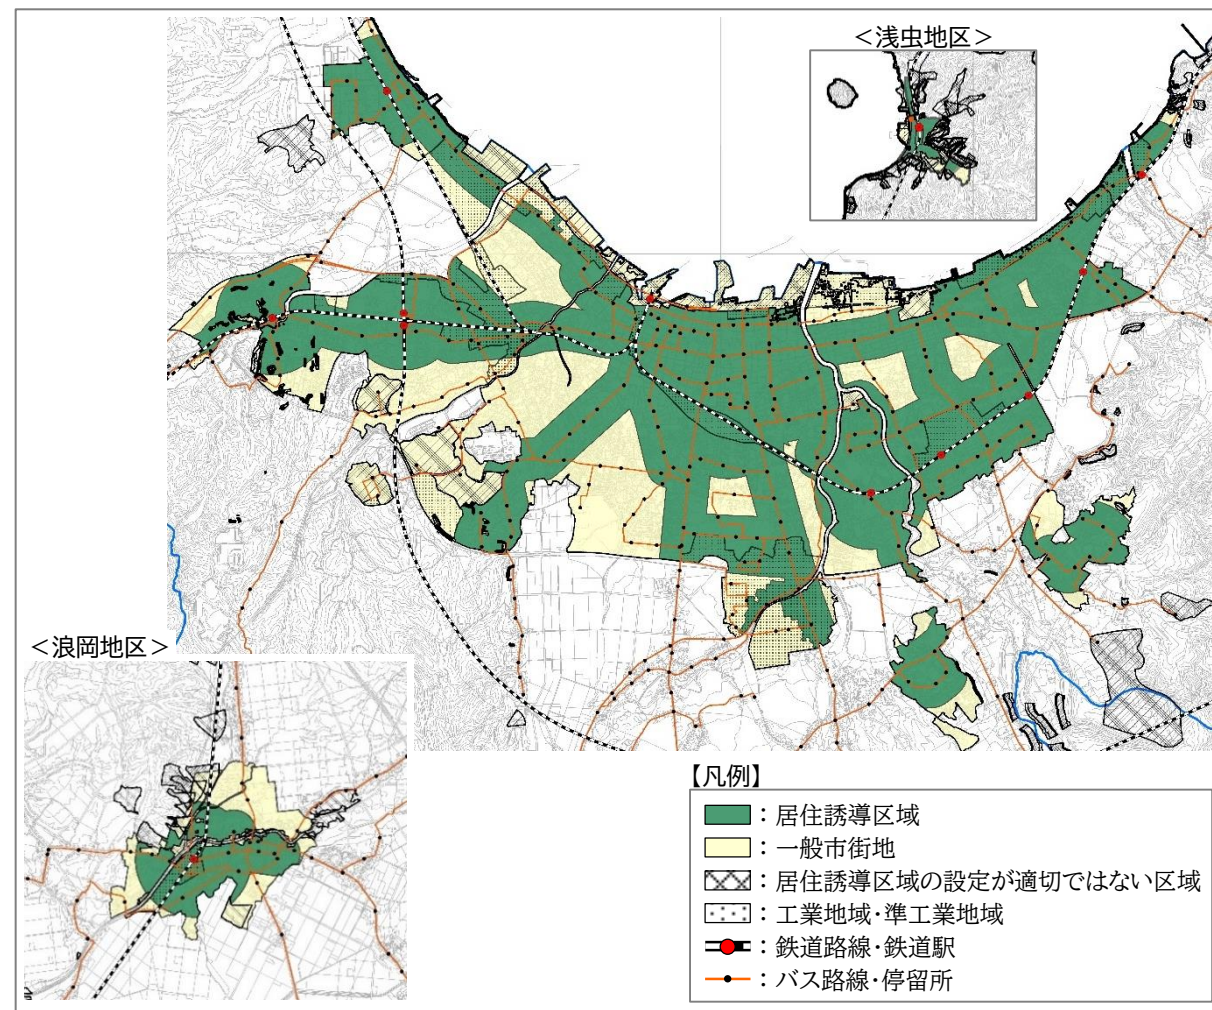 ＜浅虫地区＞
＜浪岡地区＞
【凡例】
：居住誘導区域
：一般市街地
：居住誘導区域の設定が適切ではない区域
：工業地域･準工業地域
：鉄道路線･鉄道駅
：バス路線･停留所